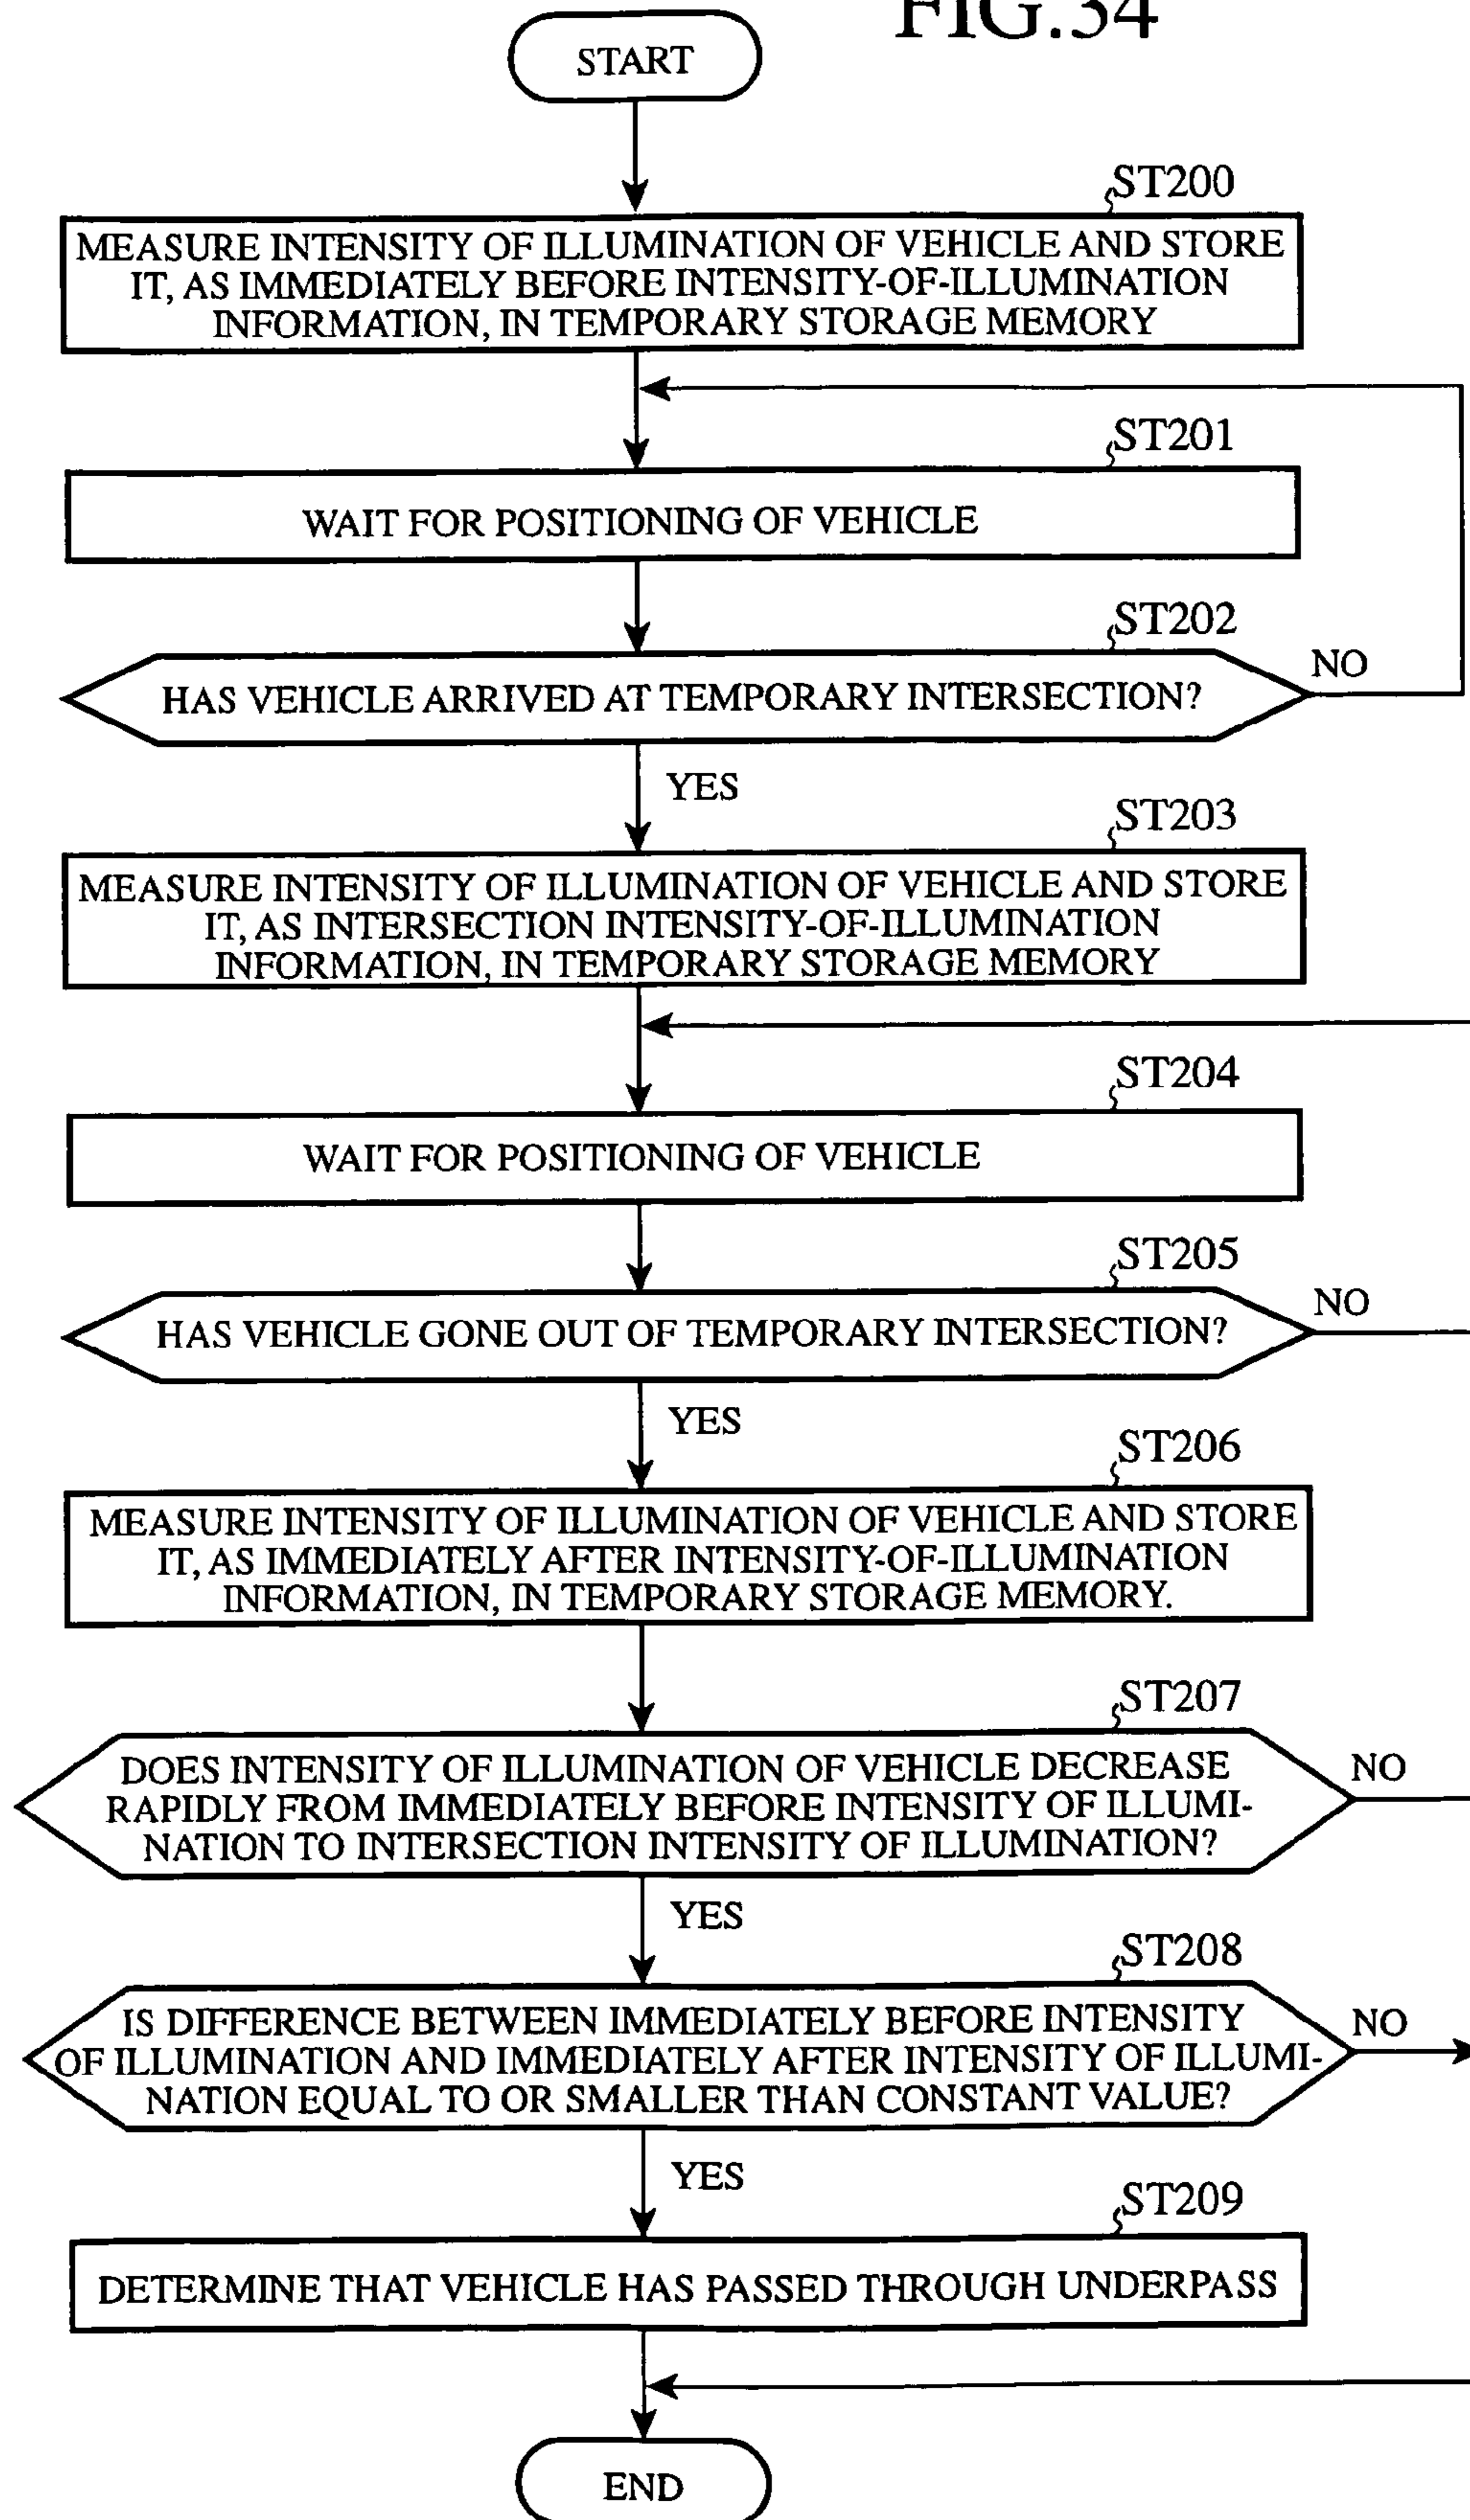 FIG.34
START
ST200
MEASURE INTENSITY OF ILLUMINATION OF VEHICLE AND STORE
IT, AS IMMEDIATELY BEFORE INTENSITY-OF-ILLUMINATION
INFORMATION, IN TEMPORARY STORAGE MEMORY
ST201
WAIT FOR POSITIONING OF VEHICLE
ST202
HAS VEHICLE ARRIVED AT TEMPORARY INTERSECTION?
NO
YES
ST203
MEASURE INTENSITY OF ILLUMINATION OF VEHICLE AND STORE
IT, AS INTERSECTION INTENSITY-OF-ILLUMINATION
INFORMATION, IN TEMPORARY STORAGE MEMORY
ST204
WAIT FOR POSITIONING OF VEHICLE
ST205
HAS VEHICLE GONE OUT OF TEMPORARY INTERSECTION?
NO
YES
ST206
MEASURE INTENSITY OF ILLUMINATION OF VEHICLE AND STORE
IT, AS IMMEDIATELY AFTER INTENSITY-OF-ILLUMINATION
INFORMATION, IN TEMPORARY STORAGE MEMORY.
ST207
DOES INTENSITY OF ILLUMINATION OF VEHICLE DECREASE
RAPIDLY FROM IMMEDIATELY BEFORE INTENSITY OF ILLUMI-
NATION TO INTERSECTION INTENSITY OF ILLUMINATION?
NO
YES
ST208
IS DIFFERENCE BETWEEN IMMEDIATELY BEFORE INTENSITY
OF ILLUMINATION AND IMMEDIATELY AFTER INTENSITY OF ILLUMI-
NATION EQUAL TO OR SMALLER THAN CONSTANT VALUE?
NO
YES
ST209
DETERMINE THAT VEHICLE HAS PASSED THROUGH UNDERPASS
END